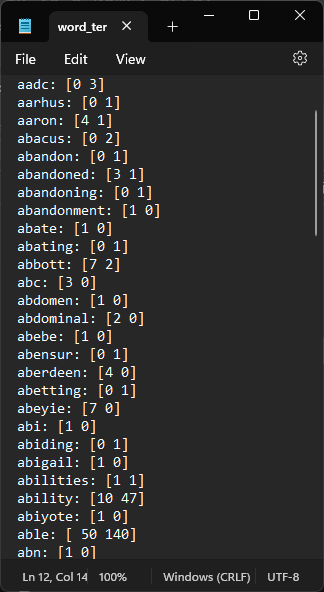 word_ter
File Edit View
aadc: [0 3]
aarhus: [0 1]
aaron: [4 1]
abacus: [0 2]
abandon: [0 1]
abandoned: [3 1]
abandoning: [0 1]
abandonment: [1 0]
abate: [1 0]
abating: [0 1]
abbott: [7 2]
abc: [3 0]
abdomen: [1 0]
abdominal: [2 0]
abebe: [1 0]
abensur: [0 1]
aberdeen: [4 0]
abetting: [0 1]
abeyie: [7 0]
abi: [1 0]
abiding: [0 1]
abigail: [1 0]
abilities: [1 1]
ability: [10 47]
abiyote: [1 0]
able: [ 50 140]
abn: [1 0]
Ln 12, Col 14 100% Windows (CRLF) UTF-8